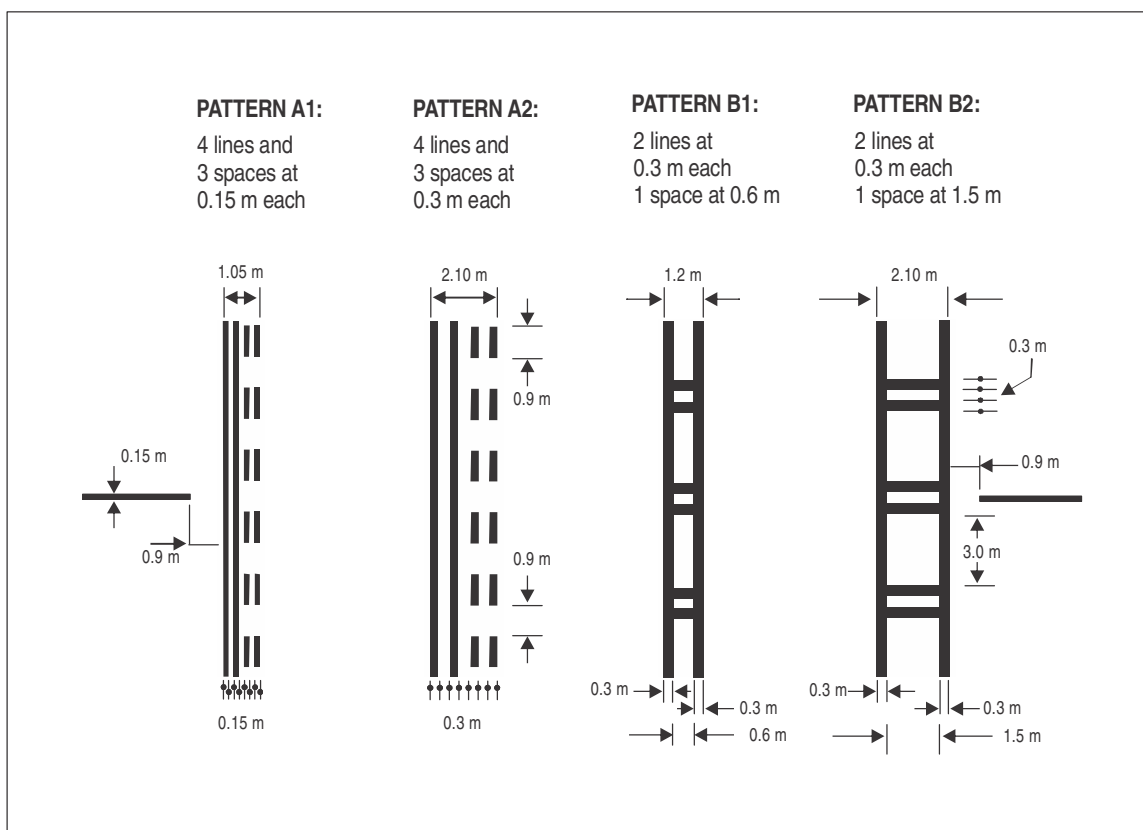 PATTERN A1:
4 lines and
3 spaces at
0.15 m each
PATTERN A2:
4 lines and
3 spaces at
0.3 m each
PATTERN B1:
2 lines at
0.3 m each
1 space at 0.6 m
PATTERN B2:
2 lines at
0.3 m each
1 space at 1.5 m
1.05 m
2.10 m
1.2 m
2.10 m
0.3 m
0.9 m
0.15 m
0.9 m
0.9 m
0.9 m
3.0 m
0.15 m
0.3 m
0.3 m
0.3 m
0.6 m
0.3 m
0.3 m
1.5 m